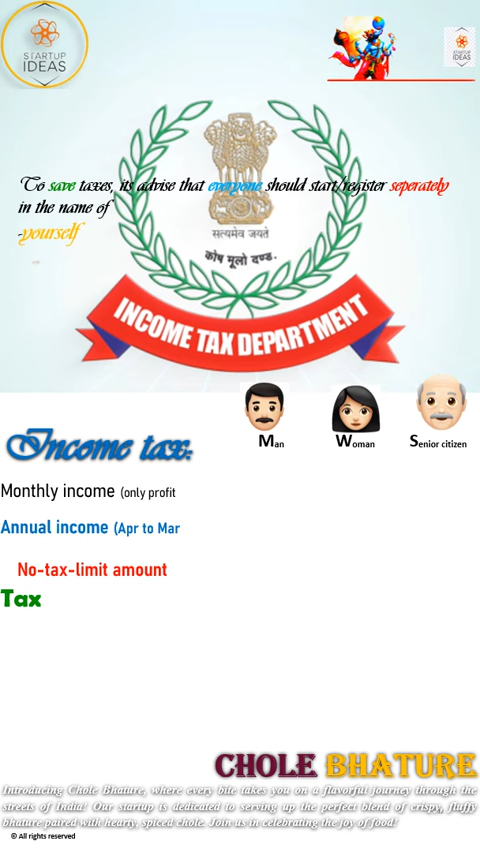 STARTUP
IDEAS
STARTUP
IDEAS
To save taxes, its advise that everyone should start/register seperately
in the name of
-yourself
सत्यमेव जयते
कोष मूलो दण्ड.
INCOME TAX DEPARTMENT
Man
Woman
Senior citizen
Income tax:
Monthly income (only profit
Annual income (Apr to Mar
No-tax-limit amount
Tax
CHOLE BHATURE
Introducing Chole Bhature, where every bite takes you on a flavorful journey through the
streets of India! Our startup is dedicated to serving up the perfect blend of crispy, fluffy
bhature paired with hearty, spiced chole. Join us in celebrating the joy of food!
© All rights reserved